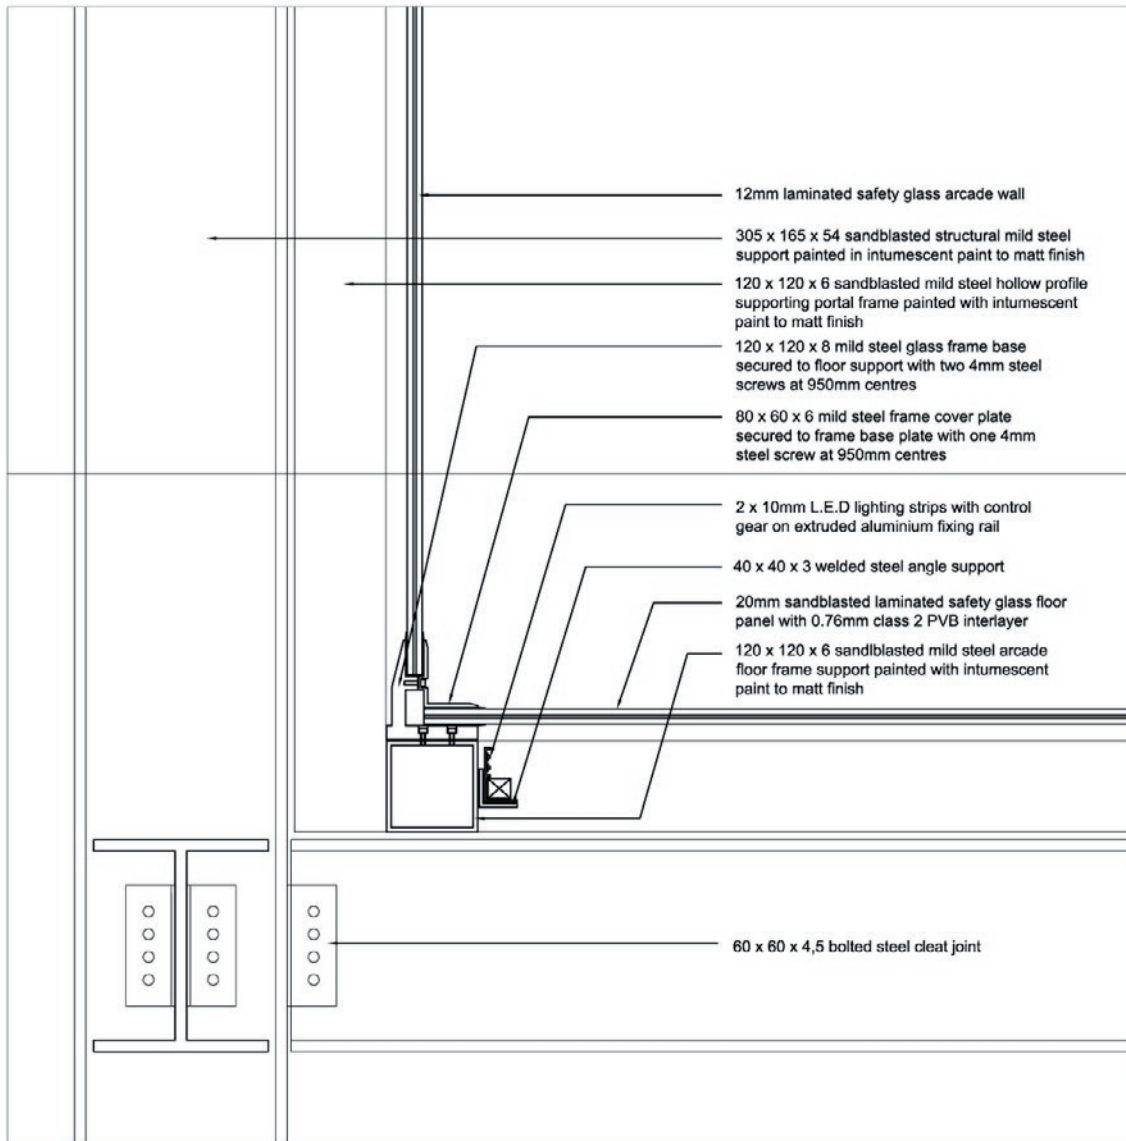 12mm laminated safety glass arcade wall
305 x 165 x 54 sandblasted structural mild steel
support painted in intumescent paint to matt finish
120 x 120 x 6 sandblasted mild steel hollow profile
supporting portal frame painted with intumescent
paint to matt finish
120 x 120 x 8 mild steel glass frame base
secured to floor support with two 4mm steel
screws at 950mm centres
80 x 60 x 6 mild steel frame cover plate
secured to frame base plate with one 4mm
steel screw at 950mm centres
2 x 10mm L.E.D lighting strips with control
gear on extruded aluminium fixing rail
40 x 40 x 3 welded steel angle support
20mm sandblasted laminated safety glass floor
panel with 0.76mm class 2 PVB interlayer
120 x 120 x 6 sandlblasted mild steel arcade
floor frame support painted with intumescent
paint to matt finish
60 x 60 x 4,5 bolted steel cleat joint